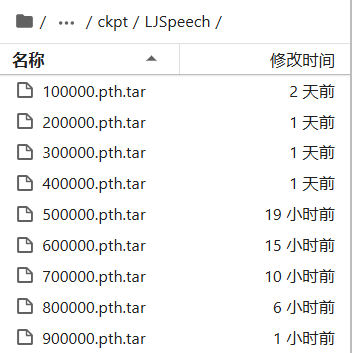 / ··· / ckpt / LJSpeech /
名称 修改时间
100000.pth.tar 2 天前
200000.pth.tar 1 天前
300000.pth.tar 1 天前
400000.pth.tar 1 天前
500000.pth.tar 19 小时前
600000.pth.tar 15 小时前
700000.pth.tar 10 小时前
800000.pth.tar 6 小时前
900000.pth.tar 1 小时前